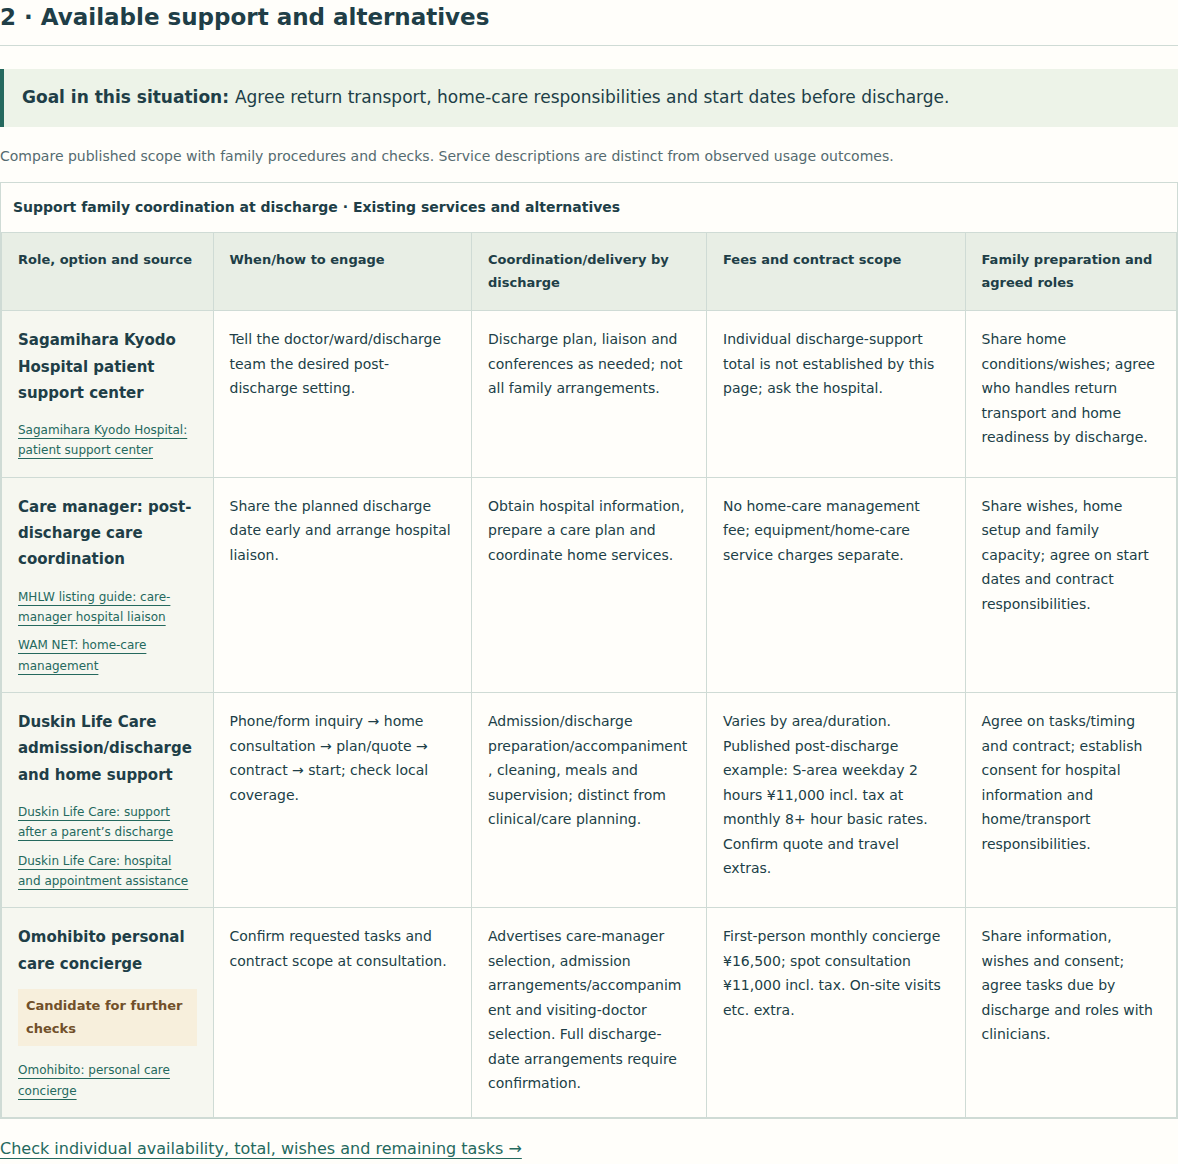 2 · Available support and alternatives
Goal in this situation: Agree return transport, home-care responsibilities and start dates before discharge.
Compare published scope with family procedures and checks. Service descriptions are distinct from observed usage outcomes.
Support family coordination at discharge · Existing services and alternatives
Role, option and source
When/how to engage
Coordination/delivery by
discharge
Fees and contract scope
Family preparation and
agreed roles
Sagamihara Kyodo
Hospital patient
support center
Sagamihara Kyodo Hospital:
patient support center
Tell the doctor/ward/discharge
team the desired post-
discharge setting.
Discharge plan, liaison and
conferences as needed; not
all family arrangements.
Individual discharge-support
total is not established by this
page; ask the hospital.
Share home
conditions/wishes; agree
who handles return
transport and home
readiness by discharge.
Care manager: post-
discharge care
coordination
MHLW listing guide: care-
manager hospital liaison
WAM NET: home-care
management
Share the planned discharge
date early and arrange hospital
liaison.
Obtain hospital information,
prepare a care plan and
coordinate home services.
No home-care management
fee; equipment/home-care
service charges separate.
Share wishes, home
setup and family
capacity; agree on start
dates and contract
responsibilities.
Duskin Life Care
admission/discharge
and home support
Duskin Life Care: support
after a parent’s discharge
Duskin Life Care: hospital
and appointment assistance
Phone/form inquiry → home
consultation → plan/quote →
contract → start; check local
coverage.
Admission/discharge
preparation/accompaniment
, cleaning, meals and
supervision; distinct from
clinical/care planning.
Varies by area/duration.
Published post-discharge
example: S-area weekday 2
hours ¥11,000 incl. tax at
monthly 8+ hour basic rates.
Confirm quote and travel
extras.
Agree on tasks/timing
and contract; establish
consent for hospital
information and
home/transport
responsibilities.
Omohibito personal
care concierge
Candidate for further
checks
Omohibito: personal care
concierge
Confirm requested tasks and
contract scope at consultation.
Advertises care-manager
selection, admission
arrangements/accompanim
ent and visiting-doctor
selection. Full discharge-
date arrangements require
confirmation.
First-person monthly concierge
¥16,500; spot consultation
¥11,000 incl. tax. On-site visits
etc. extra.
Share information,
wishes and consent;
agree tasks due by
discharge and roles with
clinicians.
Check individual availability, total, wishes and remaining tasks →